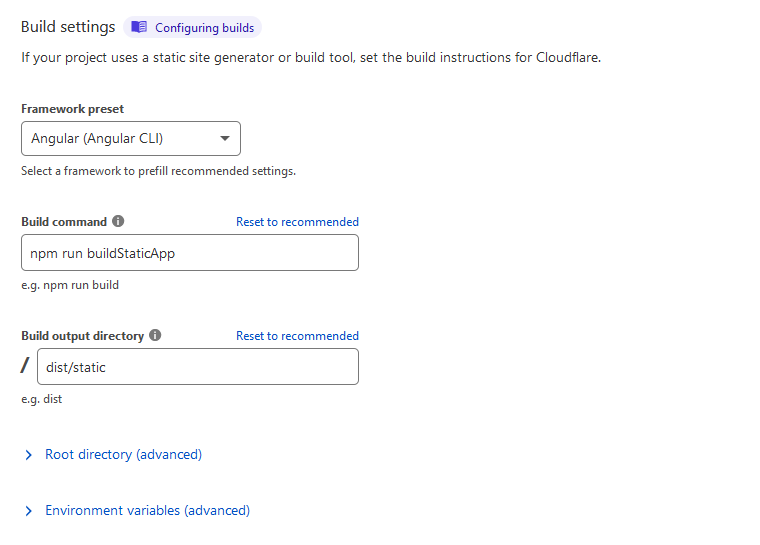 Build settings Configuring builds
If your project uses a static site generator or build tool, set the build instructions for Cloudflare.
Framework preset
Angular (Angular CLI)
Select a framework to prefill recommended settings.
Build command Reset to recommended
npm run buildStaticApp
e.g. npm run build
Build output directory Reset to recommended
/ dist/static
e.g. dist
Root directory (advanced)
Environment variables (advanced)